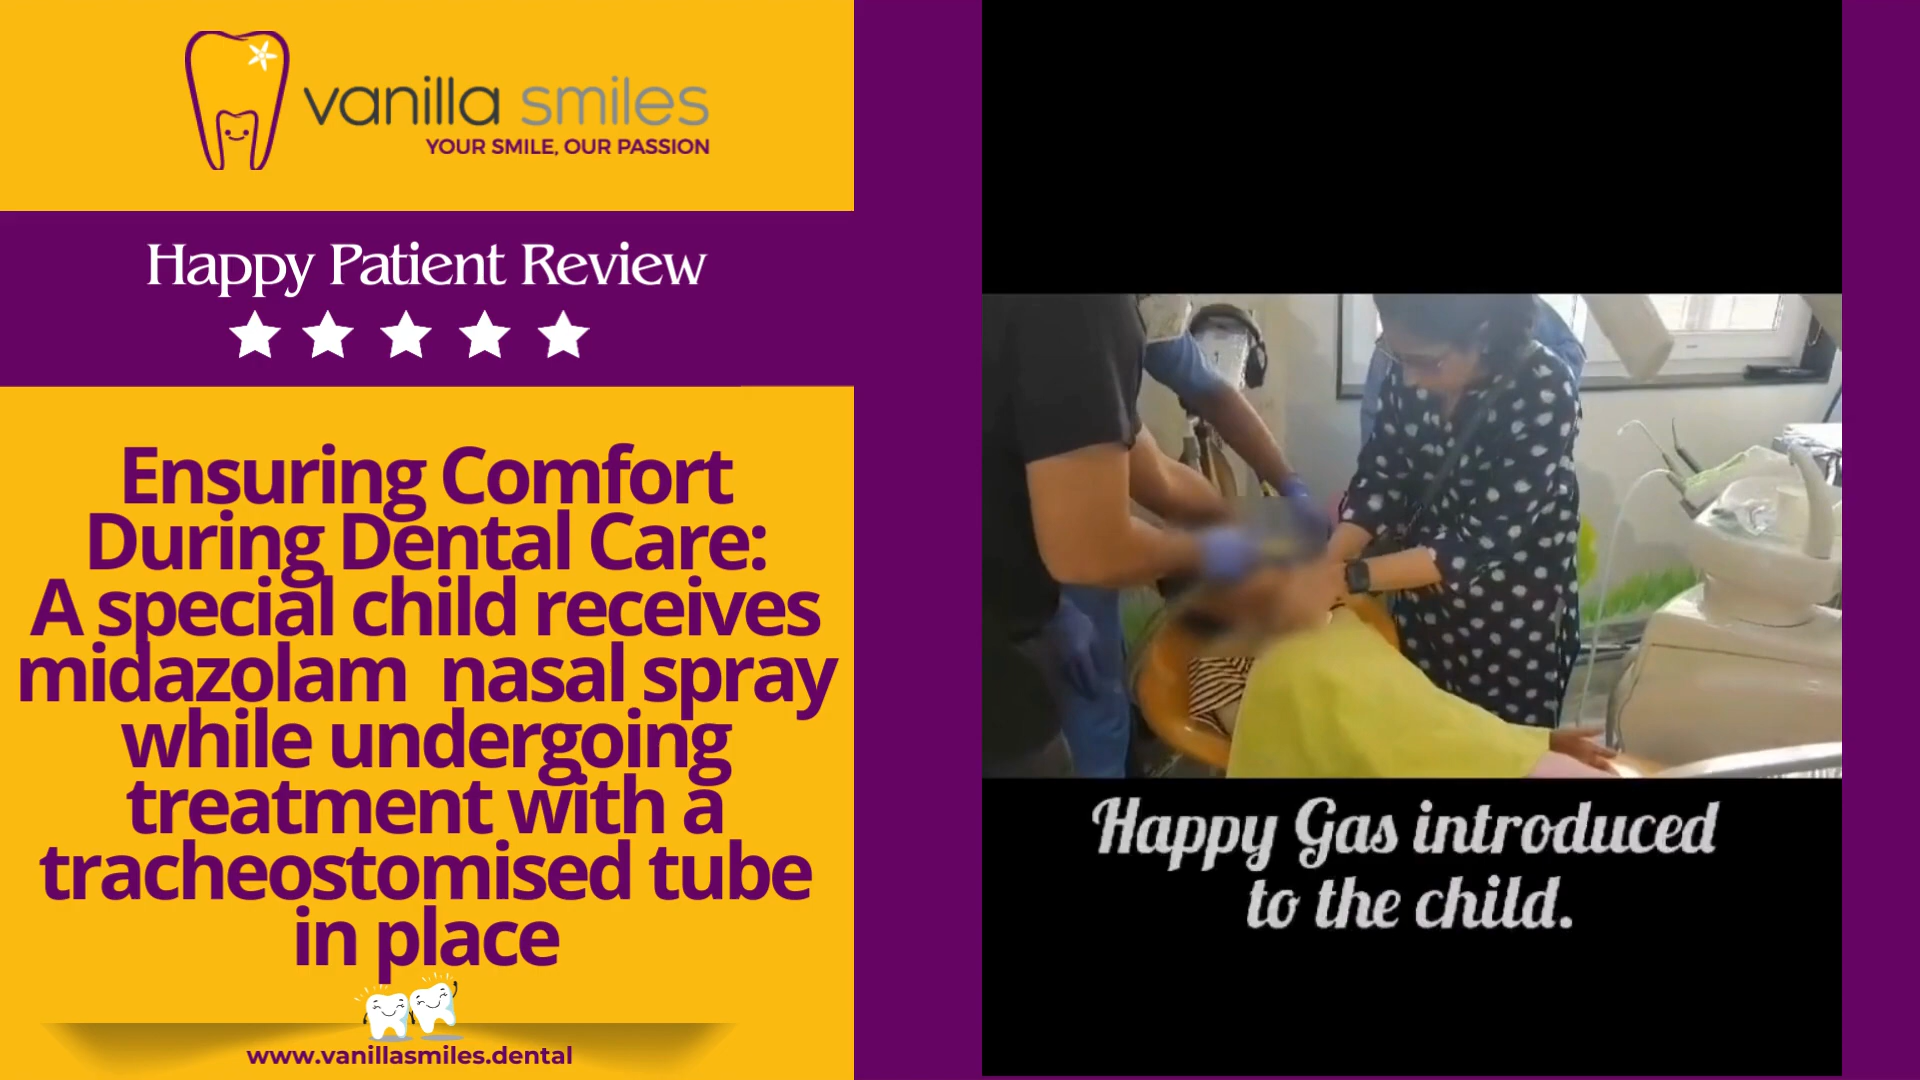 vanilla smiles
YOUR SMILE, OUR PASSION
Happy Patient Review
Ensuring Comfort
During Dental Care:
A special child receives
midazolam  nasal spray
while undergoing
treatment with a
tracheostomised tube
in place
www.vanillasmiles.dental
Happy Gas introduced
to the child.